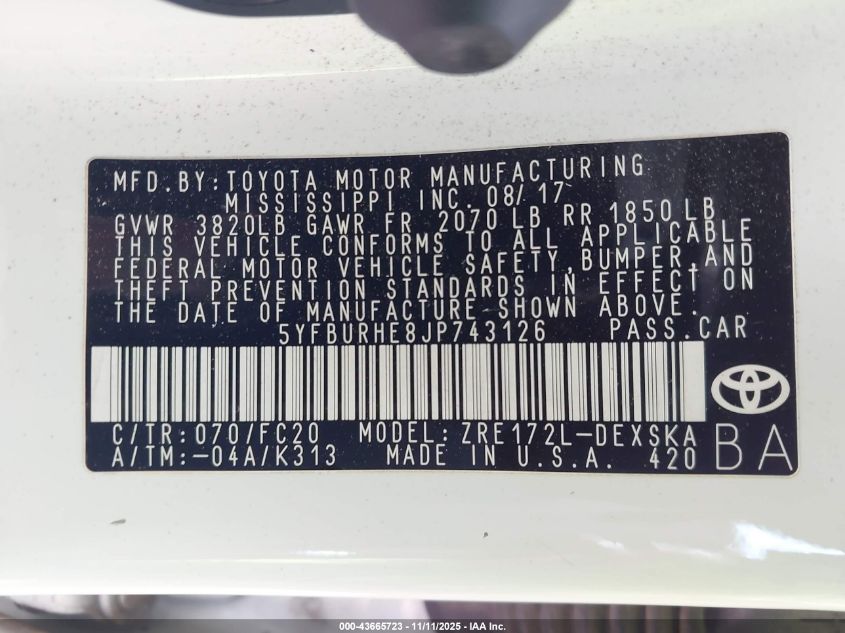 MFD.BY:TOYOTA MOTOR MANUFACTURING
MISSISSIPPI INC. 08/17
GVWR 3820LB GAWR FR 2070 LB RR 1850 LB
THIS VEHICLE CONFORMS TO ALL APPLICABLE
FEDERAL MOTOR VEHICLE SAFETY,BUMPER,AND
THEFT PREVENTION STANDARDS IN EFFECT ON
THE DATE OF MANUFACTURE SHOWN ABOVE.
5YFBURHE8JP743126 PASS.CAR
C/TR:070/FC20 MODEL:ZRE172L-DEXSKA
A/TM:-04A/K313 MADE IN U.S.A. 420
BA
000-43665723 - 11/11/2025 - IAA Inc.